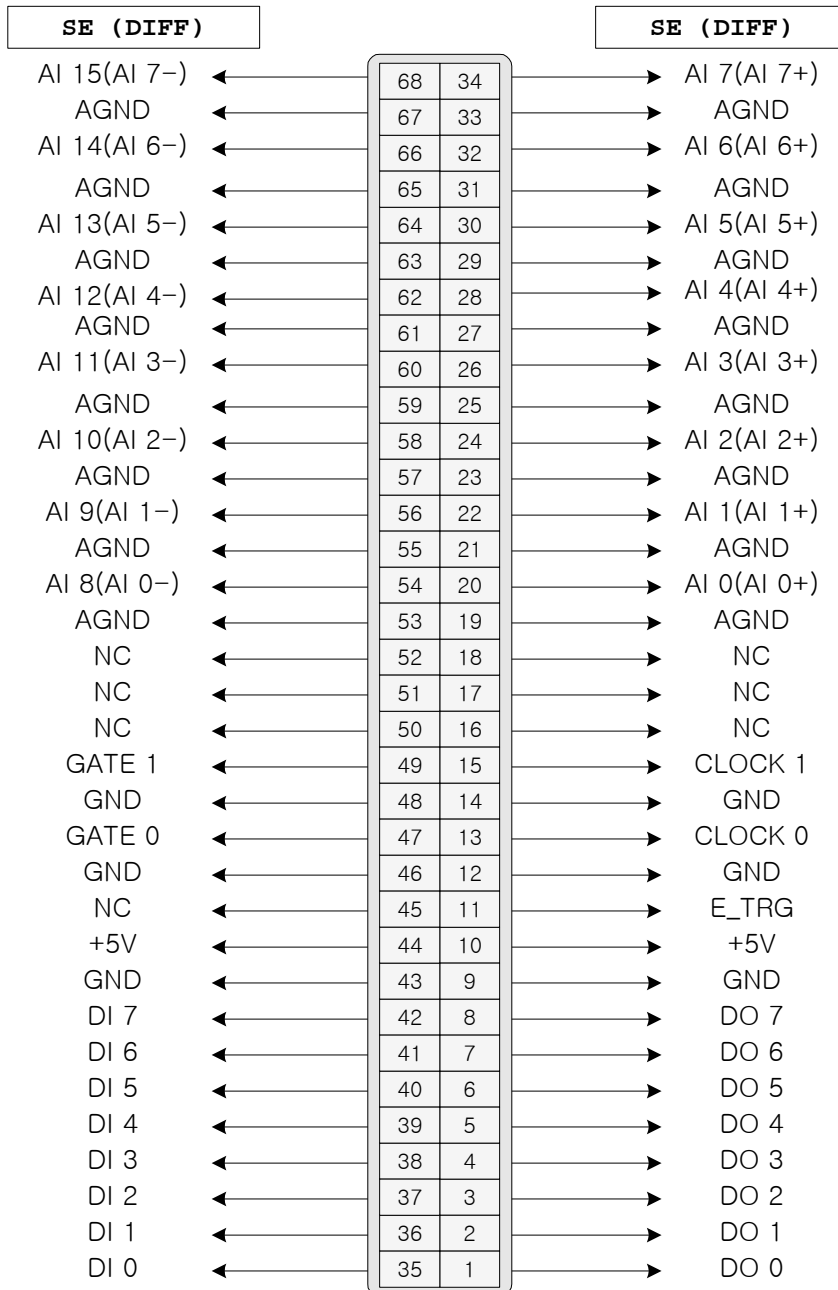 SE (DIFF) SE (DIFF)
AI 15(AI 7-) 68 34 AI 7(AI 7+)
AGND 67 33 AGND
AI 14(AI 6-) 66 32 AI 6(AI 6+)
AGND 65 31 AGND
AI 13(AI 5-) 64 30 AI 5(AI 5+)
AGND 63 29 AGND
AI 12(AI 4-) 62 28 AI 4(AI 4+)
AGND 61 27 AGND
AI 11(AI 3-) 60 26 AI 3(AI 3+)
AGND 59 25 AGND
AI 10(AI 2-) 58 24 AI 2(AI 2+)
AGND 57 23 AGND
AI 9(AI 1-) 56 22 AI 1(AI 1+)
AGND 55 21 AGND
AI 8(AI 0-) 54 20 AI 0(AI 0+)
AGND 53 19 AGND
NC 52 18 NC
NC 51 17 NC
NC 50 16 NC
GATE 1 49 15 CLOCK 1
GND 48 14 GND
GATE 0 47 13 CLOCK 0
GND 46 12 GND
NC 45 11 E_TRG
+5V 44 10 +5V
GND 43 9 GND
DI 7 42 8 DO 7
DI 6 41 7 DO 6
DI 5 40 6 DO 5
DI 4 39 5 DO 4
DI 3 38 4 DO 3
DI 2 37 3 DO 2
DI 1 36 2 DO 1
DI 0 35 1 DO 0